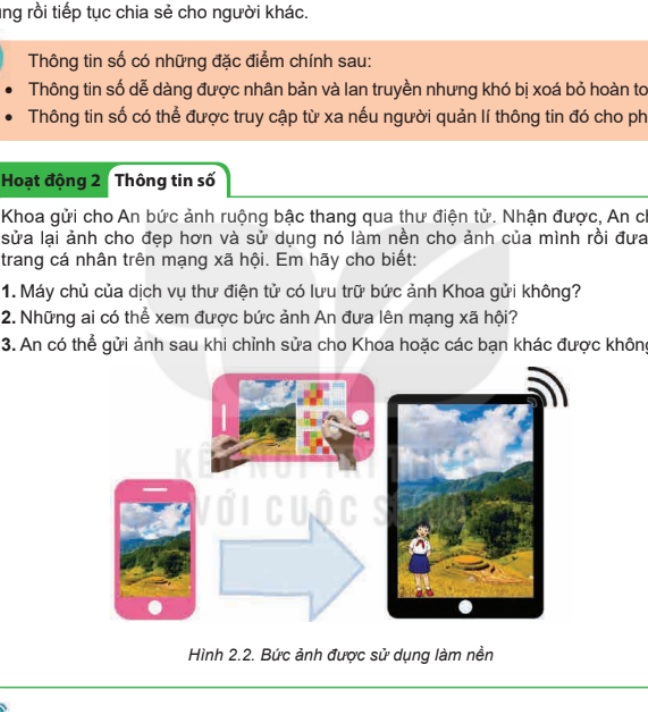 rồi tiếp tục chia sẻ cho người khác.
Thông tin số có những đặc điểm chính sau:
• Thông tin số dễ dàng được nhân bản và lan truyền nhưng khó bị xoá bỏ hoàn
• Thông tin số có thể được truy cập từ xa nếu người quản lí thông tin đó cho
Hoạt động 2 Thông tin số
Khoa gửi cho An bức ảnh ruộng bậc thang qua thư điện tử. Nhận được, An
sửa lại ảnh cho đẹp hơn và sử dụng nó làm nền cho ảnh của mình rồi đưa
trang cá nhân trên mạng xã hội. Em hãy cho biết:
1. Máy chủ của dịch vụ thư điện tử có lưu trữ bức ảnh Khoa gửi không?
2. Những ai có thể xem được bức ảnh An đưa lên mạng xã hội?
3. An có thể gửi ảnh sau khi chỉnh sửa cho Khoa hoặc các bạn khác được không
KẾT NỐI TRI THỨC
VỚI CUỘC SỐNG
Hình 2.2. Bức ảnh được sử dụng làm nền